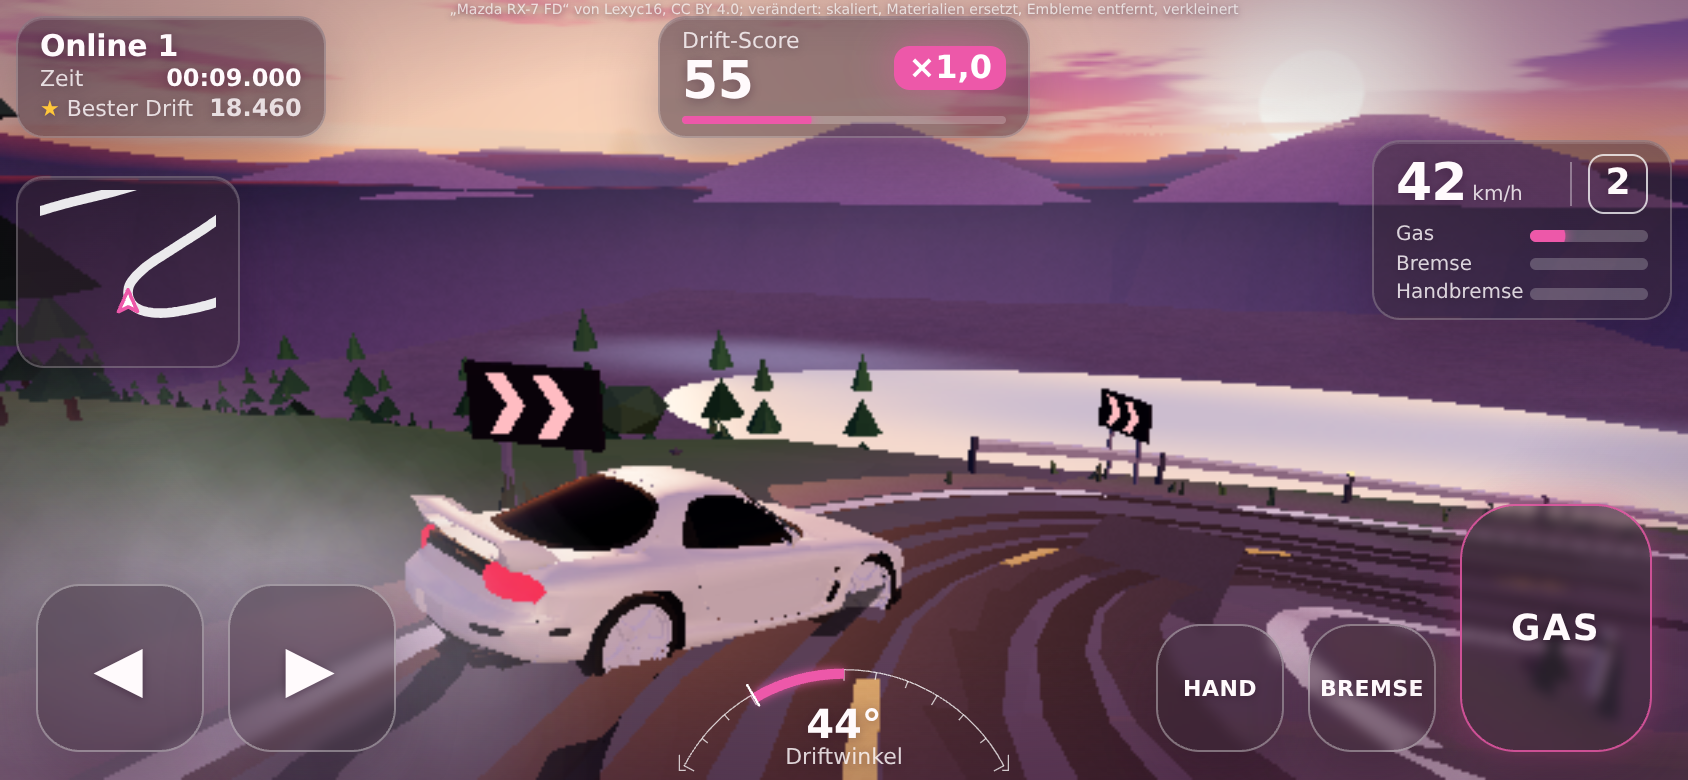 „Mazda RX-7 FD“ von Lexyc16, CC BY 4.0; verändert: skaliert, Materialien ersetzt, Embleme entfernt, verkleinert
Online 1
Zeit 00:09.000
★ Bester Drift 18.460
Drift-Score
55 ×1,0
42 km/h 2
Gas
Bremse
Handbremse
◀ ▶
44°
Driftwinkel
HAND
BREMSE
GAS